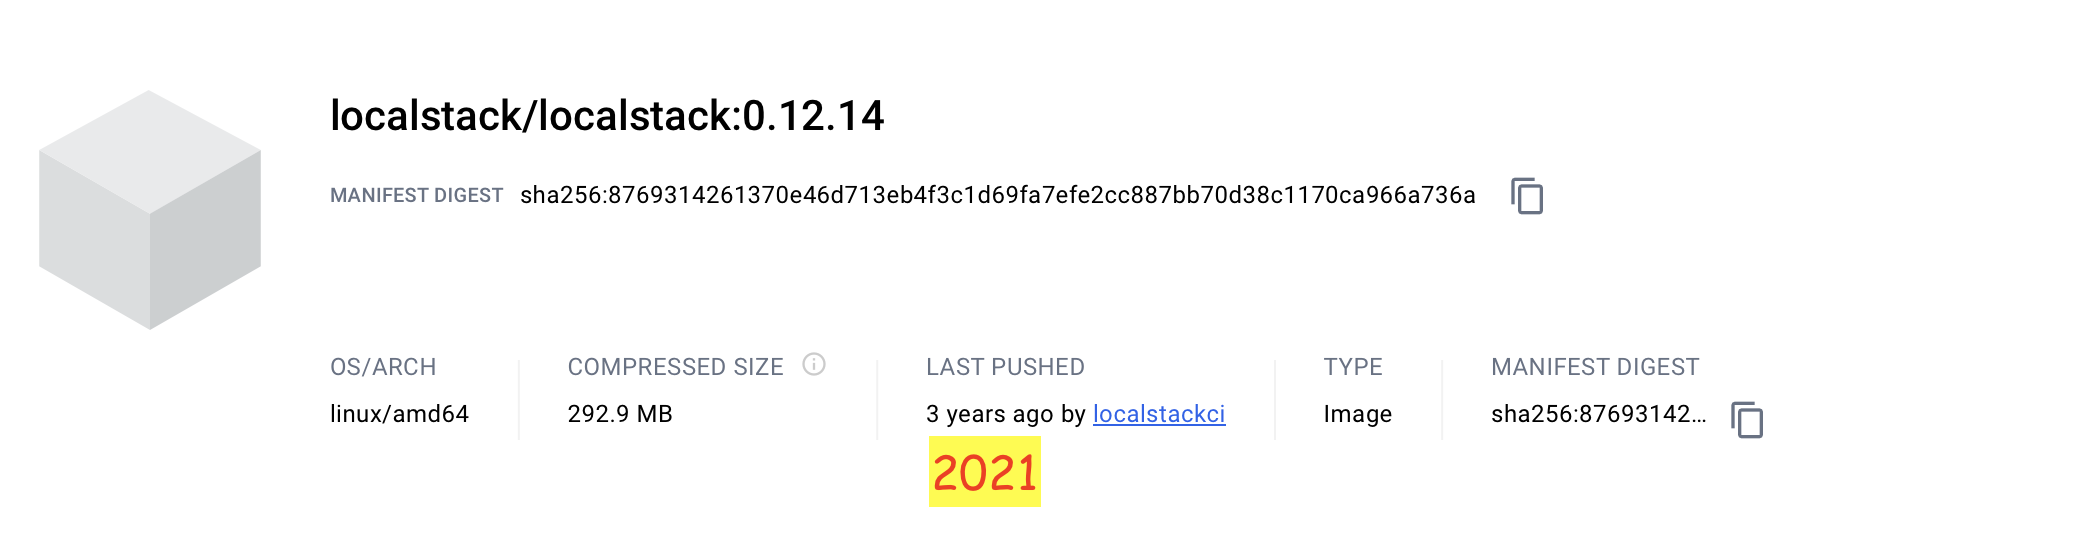 localstack/localstack:0.12.14
MANIFEST DIGEST sha256:8769314261370e46d713eb4f3c1d69fa7efe2cc887bb70d38c1170ca966a736a
OS/ARCH COMPRESSED SIZE LAST PUSHED TYPE MANIFEST DIGEST
linux/amd64 292.9 MB 3 years ago by localstackci Image sha256:87693142...
2021